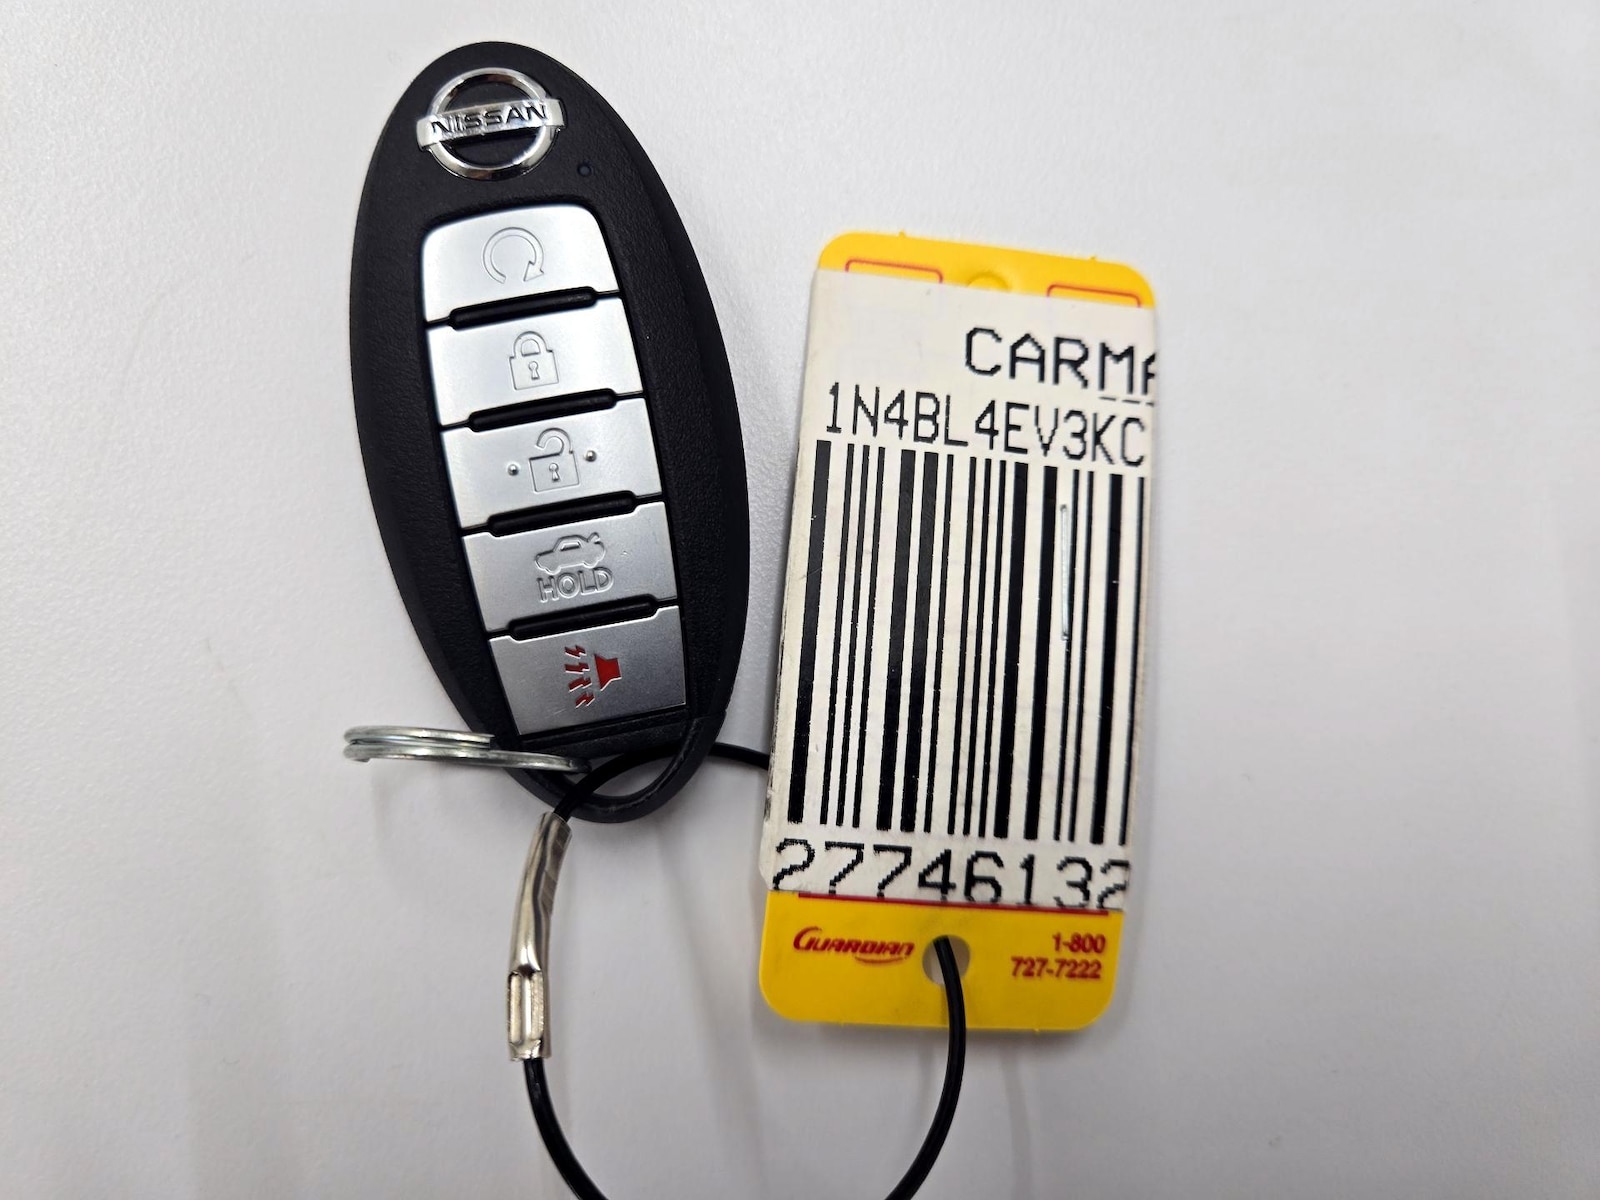 NISSAN
HOLD
CARMA
1N4BL4EV3KC
27746132
GUARDIAN
1-800
727-7222